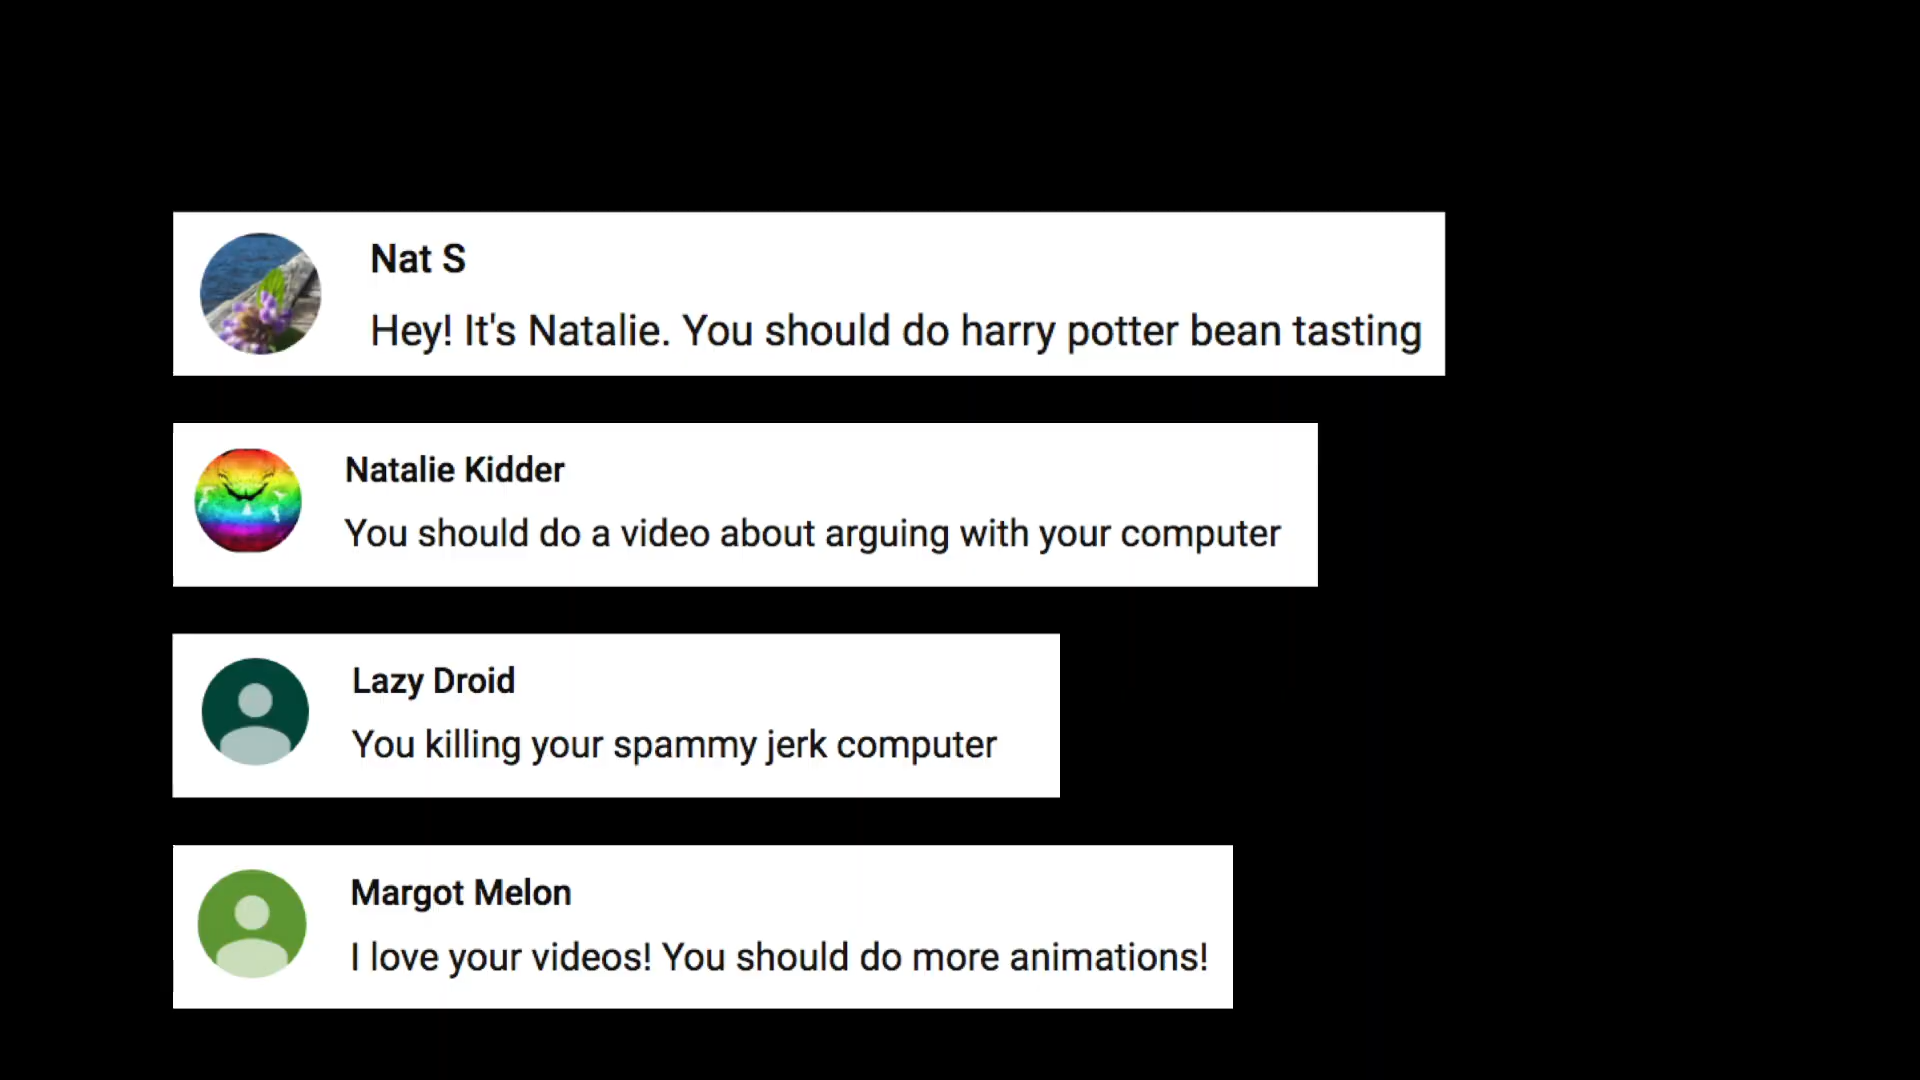 Nat S
Hey! It's Natalie. You should do harry potter bean tasting
Natalie Kidder
You should do a video about arguing with your computer
Lazy Droid
You killing your spammy jerk computer
Margot Melon
I love your videos! You should do more animations!